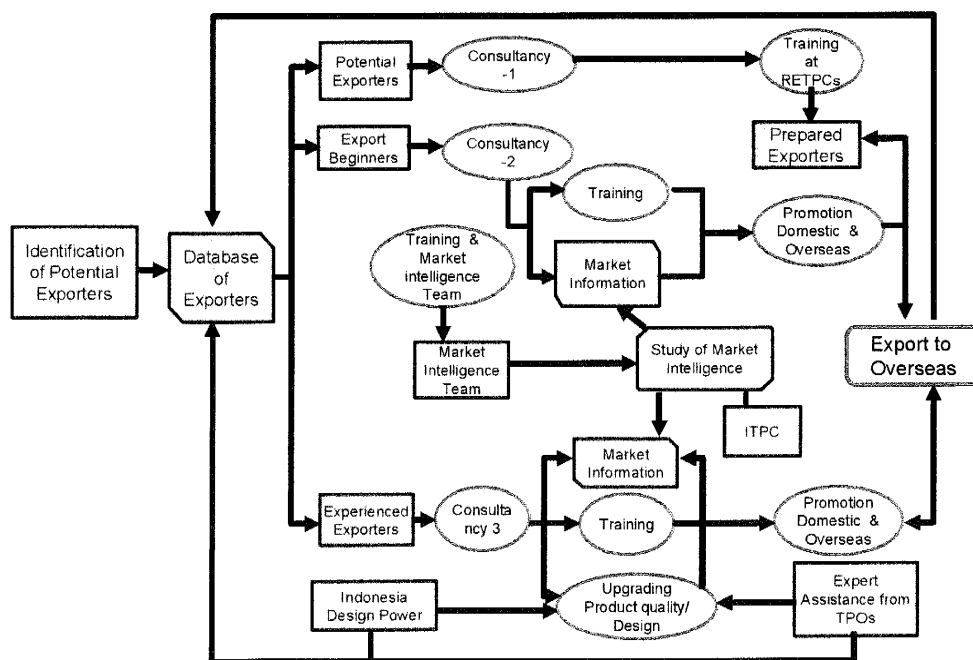 Potential
Exporters
Consultancy
-1
Training
at
RETPCs
Export
Beginners
Consultancy
-2
Prepared
Exporters
Training
Identification
of Potential
Exporters
Database
of
Exporters
Training & 
Market
intelligence
Team
Market
Information
Promotion
Domestic &
Overseas
Market
Intelligence
Team
Study of Market
Intelligence
Export to
Overseas
ITPC
Market
Information
Experienced
Exporters
Consulta
ncy 3
Training
Promotion
Domestic &
Overseas
Indonesia
Design Power
Upgrading
Product quality/
Design
Expert
Assistance from
TPOs